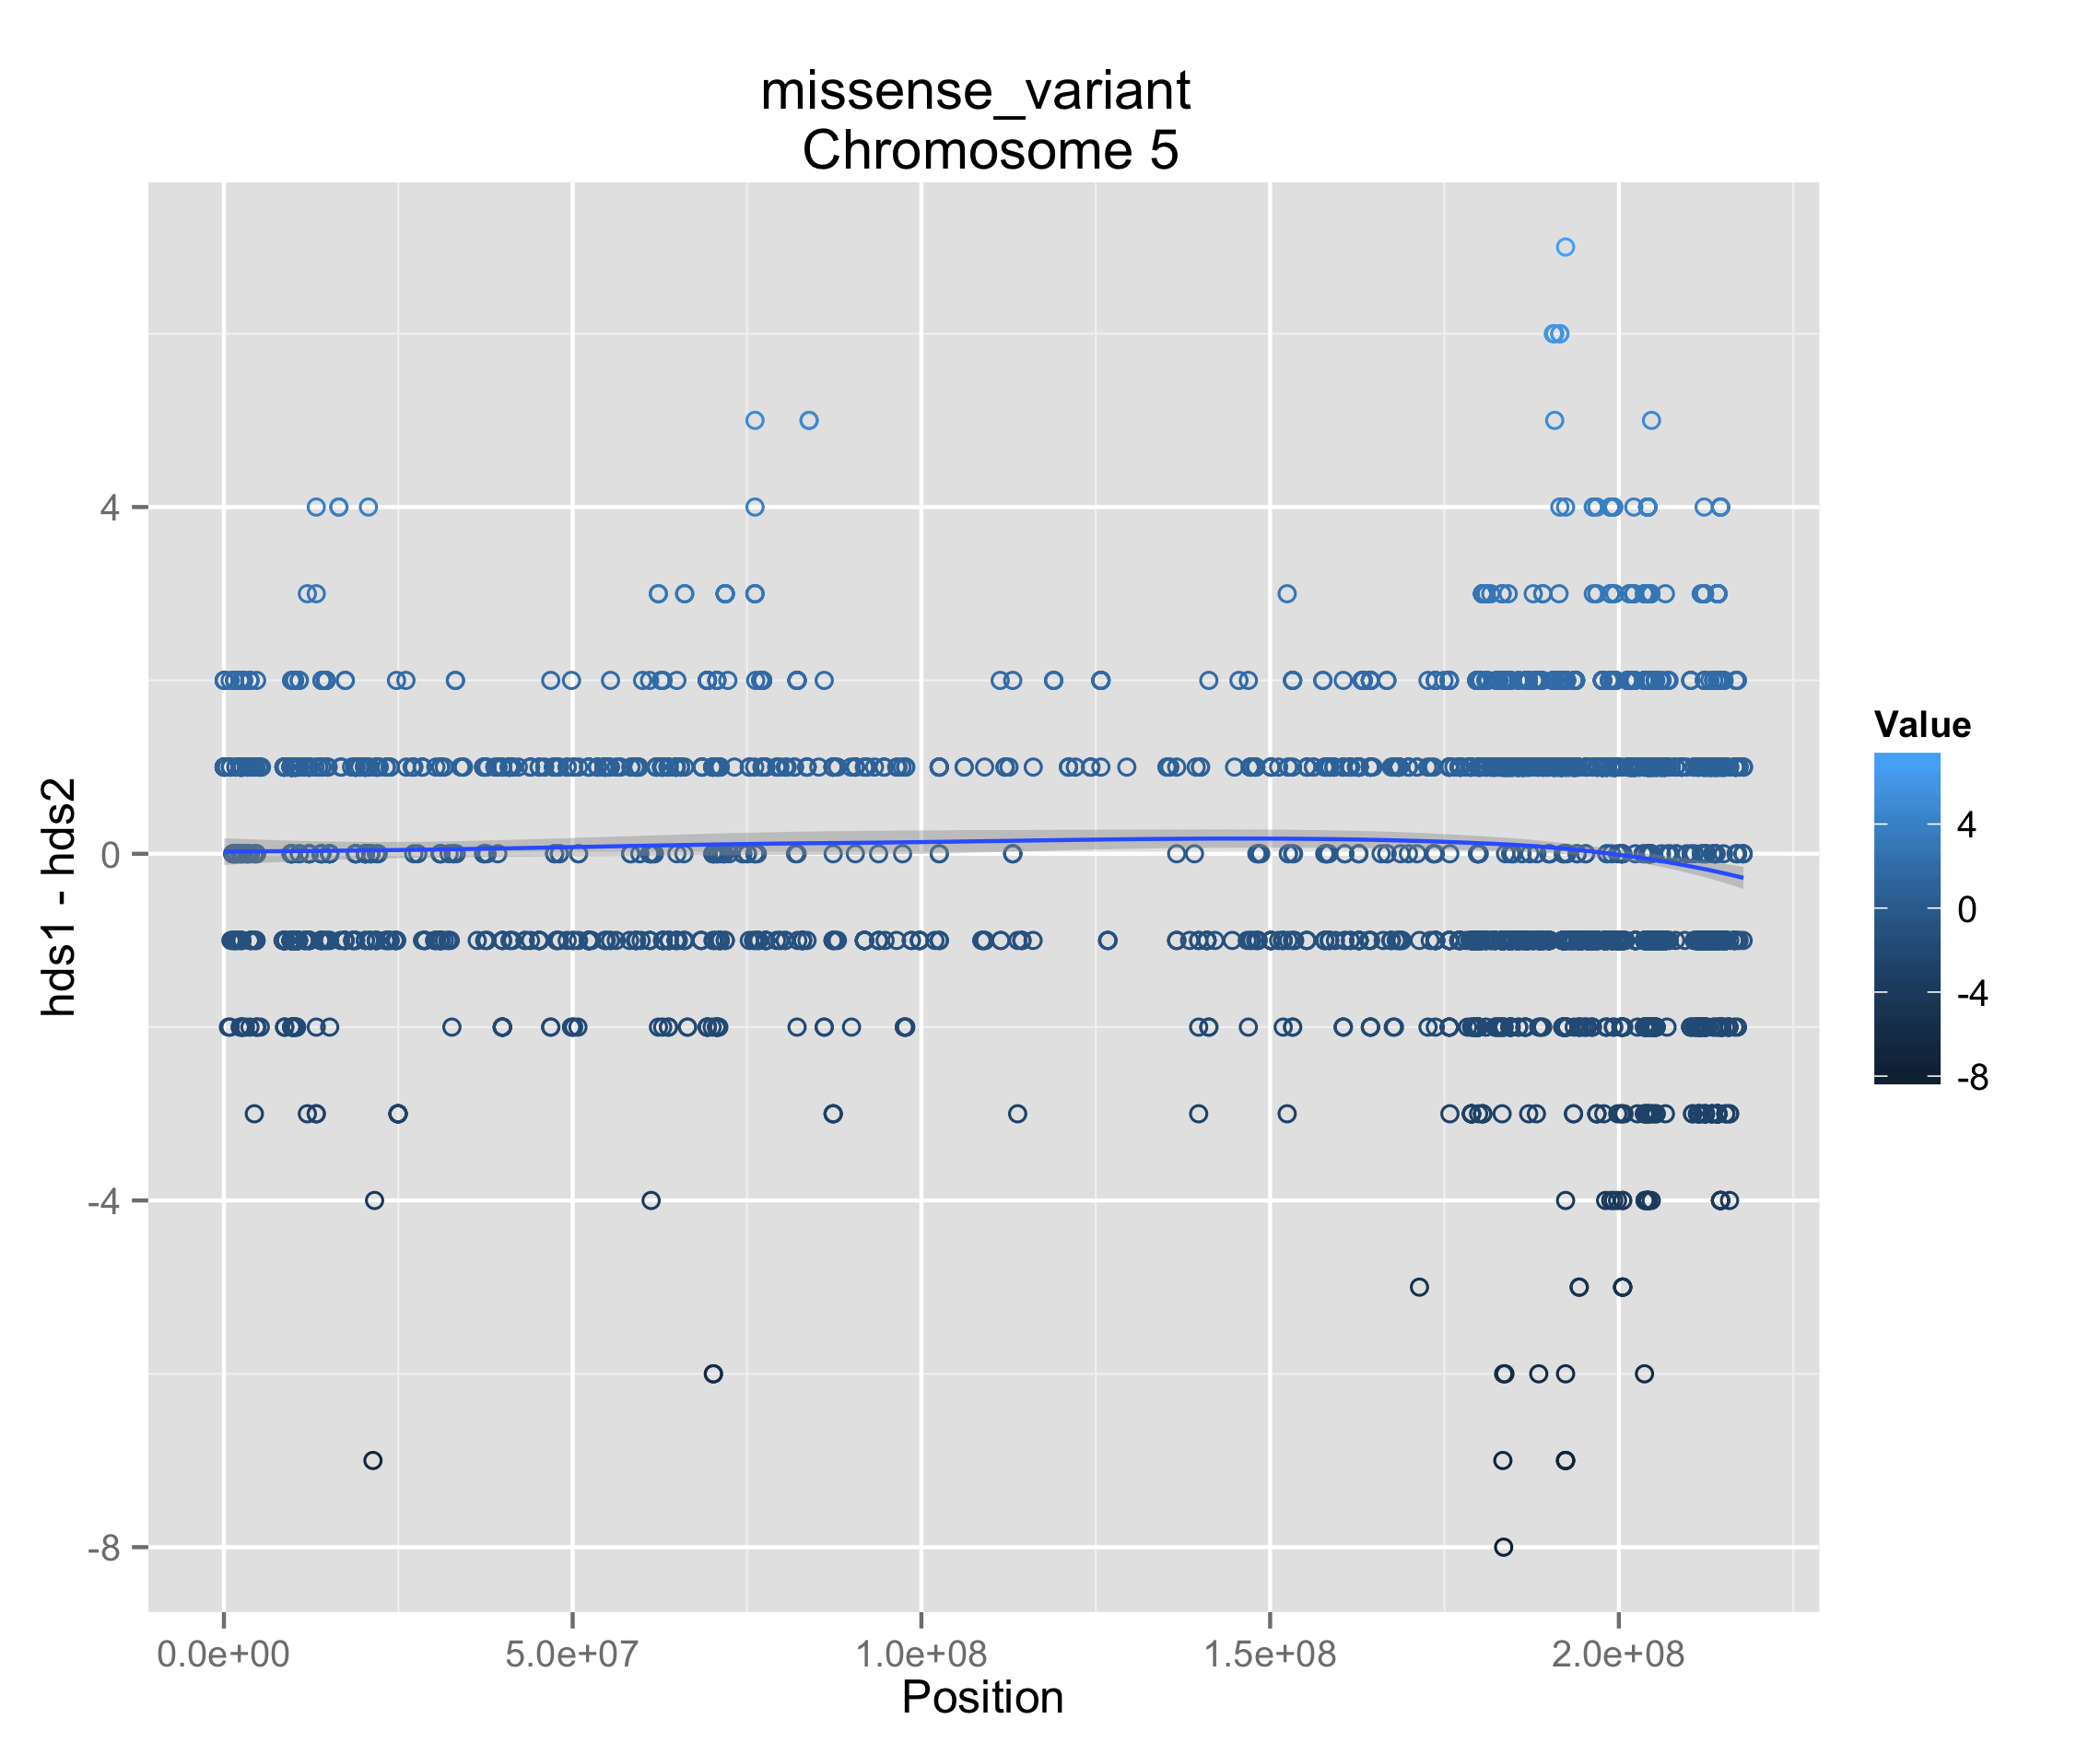 missense_variant
Chromosome 5
hds1 - hds2
4
0
-4
-8
0.0e+00
5.0e+07
1.0e+08
1.5e+08
2.0e+08
Position
Value
4
0
-4
-8